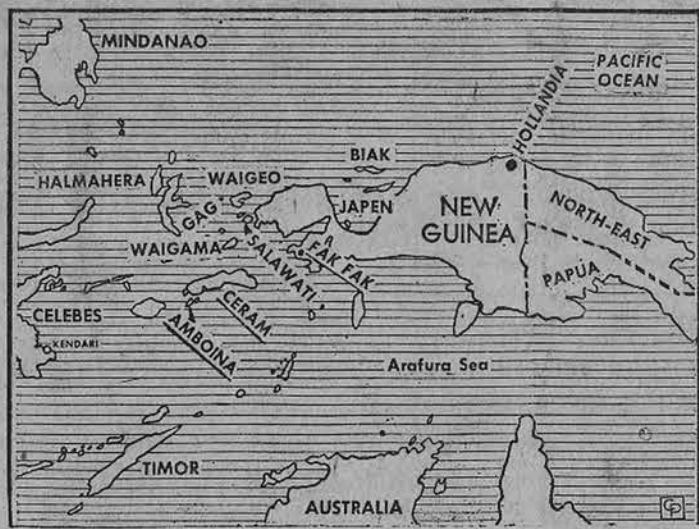 MINDANAO
PACIFIC
OCEAN
HOLLANDIA
BIAK
HALMAHERA
WAIGEO
GAG
JAPEN
NEW
GUINEA
NORTH-EAST
WAIGAMA
SALAWATI
FAK FAK
PAPUA
CELEBES
CERAM
KENDARI
AMBOINA
Arafura Sea
TIMOR
AUSTRALIA
CP